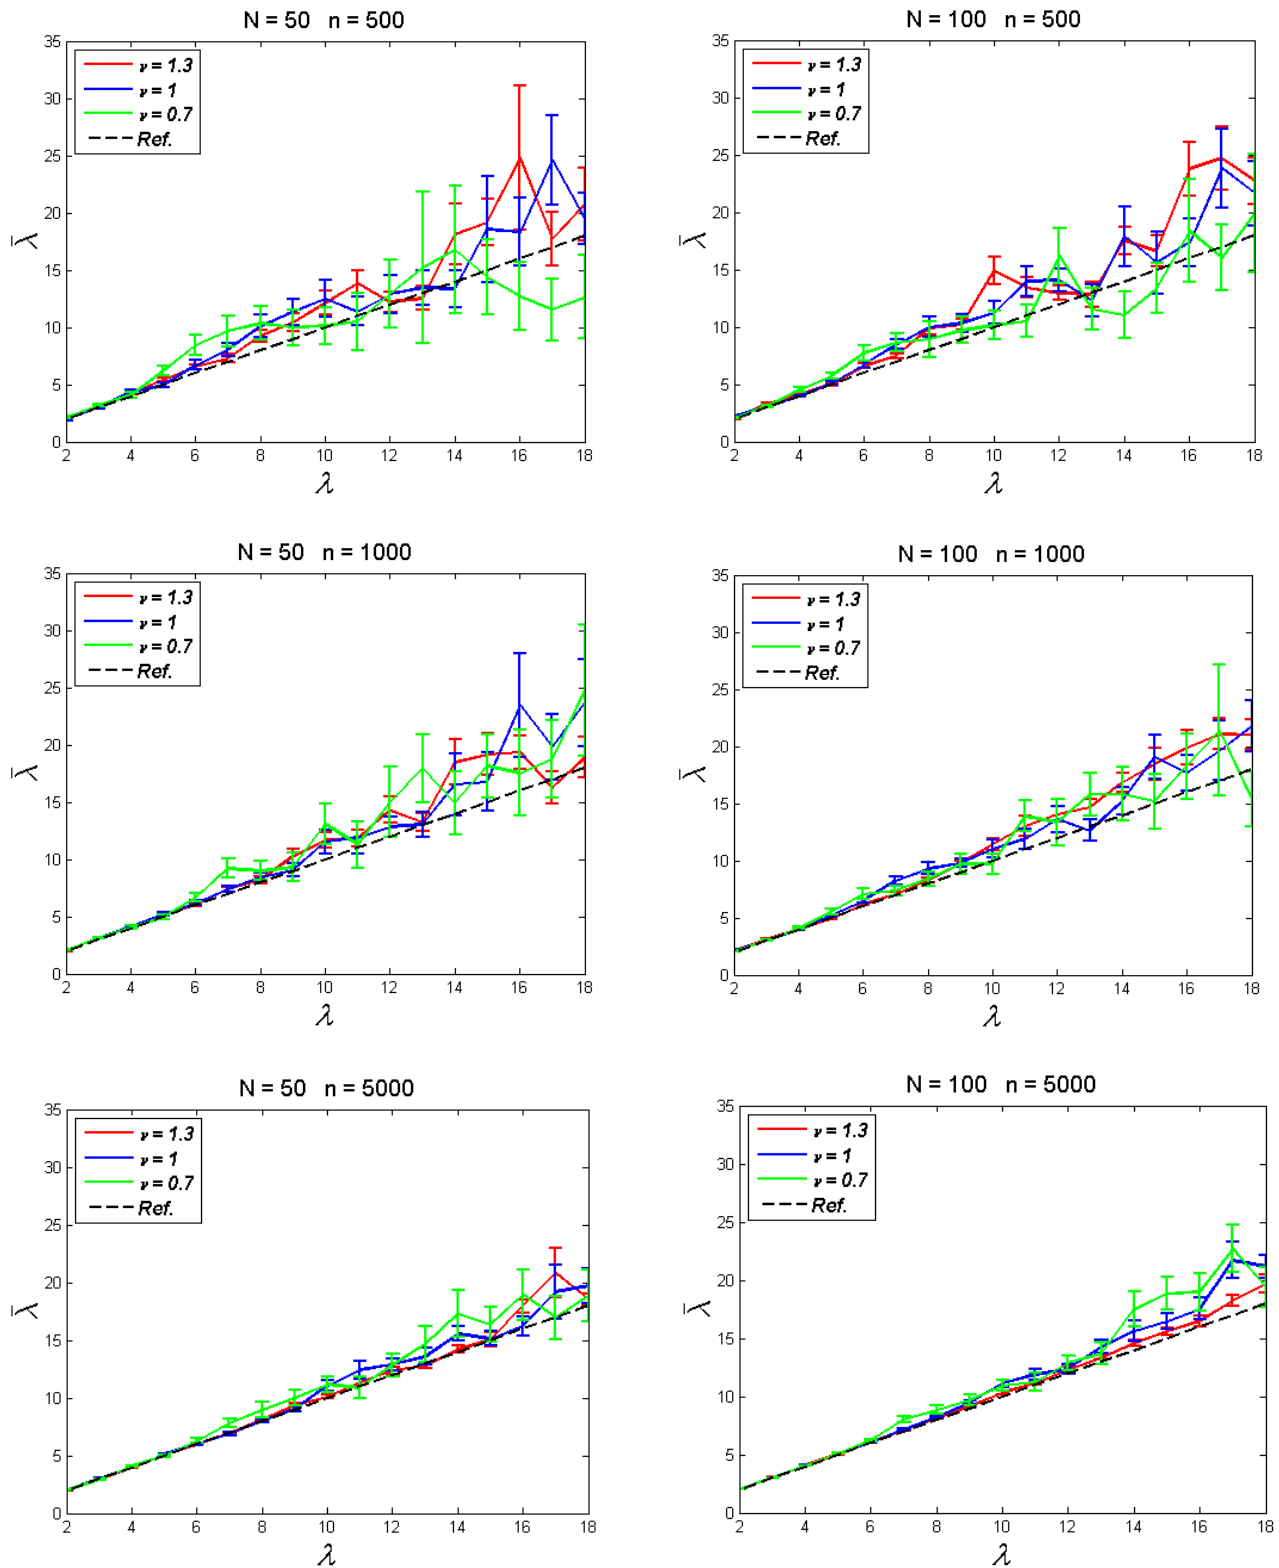 N = 50 n = 500
35
30
25
20
15
10
5
0
ν = 1.3
ν = 1
ν = 0.7
Ref.
λ̄
2 4 6 8 10 12 14 16 18
λ
N = 100 n = 500
35
30
25
20
15
10
5
0
ν = 1.3
ν = 1
ν = 0.7
Ref.
λ̄
2 4 6 8 10 12 14 16 18
λ
N = 50 n = 1000
35
30
25
20
15
10
5
0
ν = 1.3
ν = 1
ν = 0.7
Ref.
λ̄
2 4 6 8 10 12 14 16 18
λ
N = 100 n = 1000
35
30
25
20
15
10
5
0
ν = 1.3
ν = 1
ν = 0.7
Ref.
λ̄
2 4 6 8 10 12 14 16 18
λ
N = 50 n = 5000
35
30
25
20
15
10
5
0
ν = 1.3
ν = 1
ν = 0.7
Ref.
λ̄
2 4 6 8 10 12 14 16 18
λ
N = 100 n = 5000
35
30
25
20
15
10
5
0
ν = 1.3
ν = 1
ν = 0.7
Ref.
λ̄
2 4 6 8 10 12 14 16 18
λ